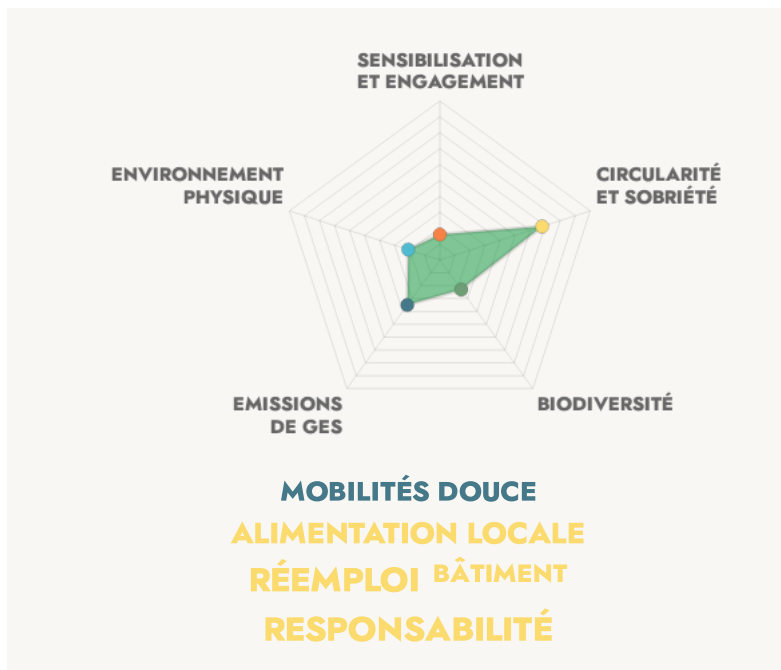 SENSIBILISATION
ET ENGAGEMENT
ENVIRONNEMENT
PHYSIQUE
CIRCULARITÉ
ET SOBRIÉTÉ
EMISSIONS
DE GES
BIODIVERSITÉ
MOBILITÉS DOUCE
ALIMENTATION LOCALE
RÉEMPLOI BÂTIMENT
RESPONSABILITÉ